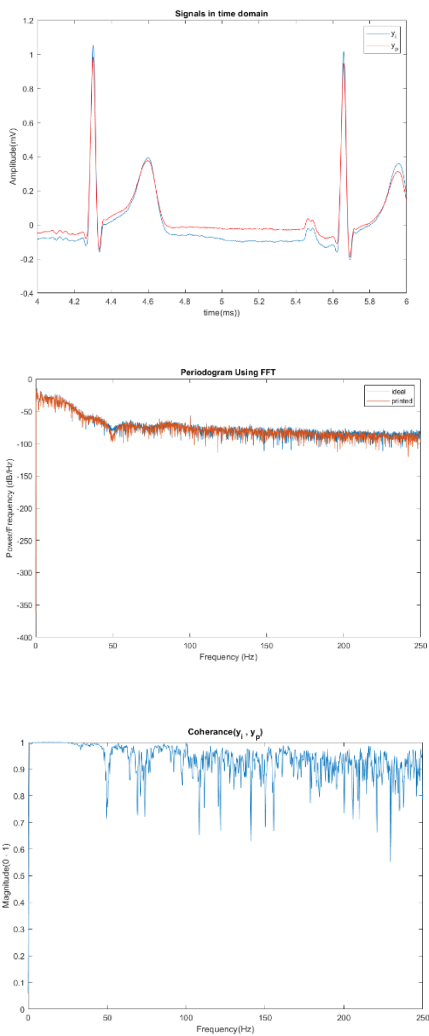 Signals in time domain
1.2
1
0.8
0.6
0.4
0.2
0
-0.2
-0.4
Amplitude(mV)
y_i
y_p
4 4.2 4.4 4.6 4.8 5 5.2 5.4 5.6 5.8 6
time(ms))
Periodogram Using FFT
0
-50
-100
-150
-200
-250
-300
-350
-400
Power/Frequency (dB/Hz)
ideal
printed
0 50 100 150 200 250
Frequency (Hz)
Coherance(y_i , y_p)
1
0.9
0.8
0.7
0.6
0.5
0.4
0.3
0.2
0.1
0
Magnitude(0 - 1)
0 50 100 150 200 250
Frequency(Hz)